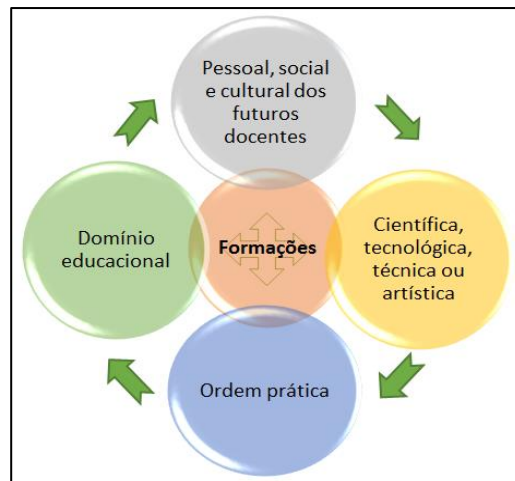 Pessoal, social
e cultural dos
futuros
docentes
Domínio
educacional
Formações
Científica,
tecnológica,
técnica ou
artística
Ordem prática